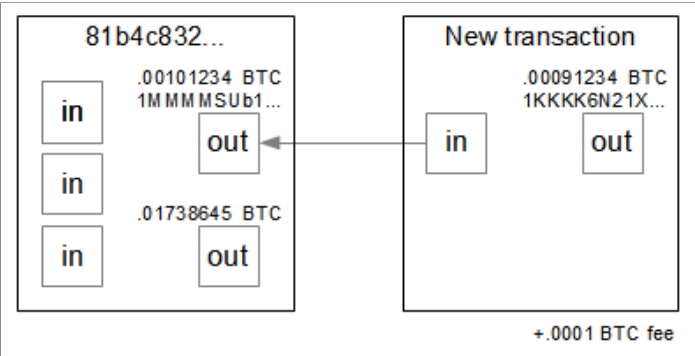 81b4c832...
.00101234 BTC
1MMMMSUb1...
in
out
in
.01738645 BTC
in
out
New transaction
.00091234 BTC
1KKKK6N21X...
in
out
+.0001 BTC fee